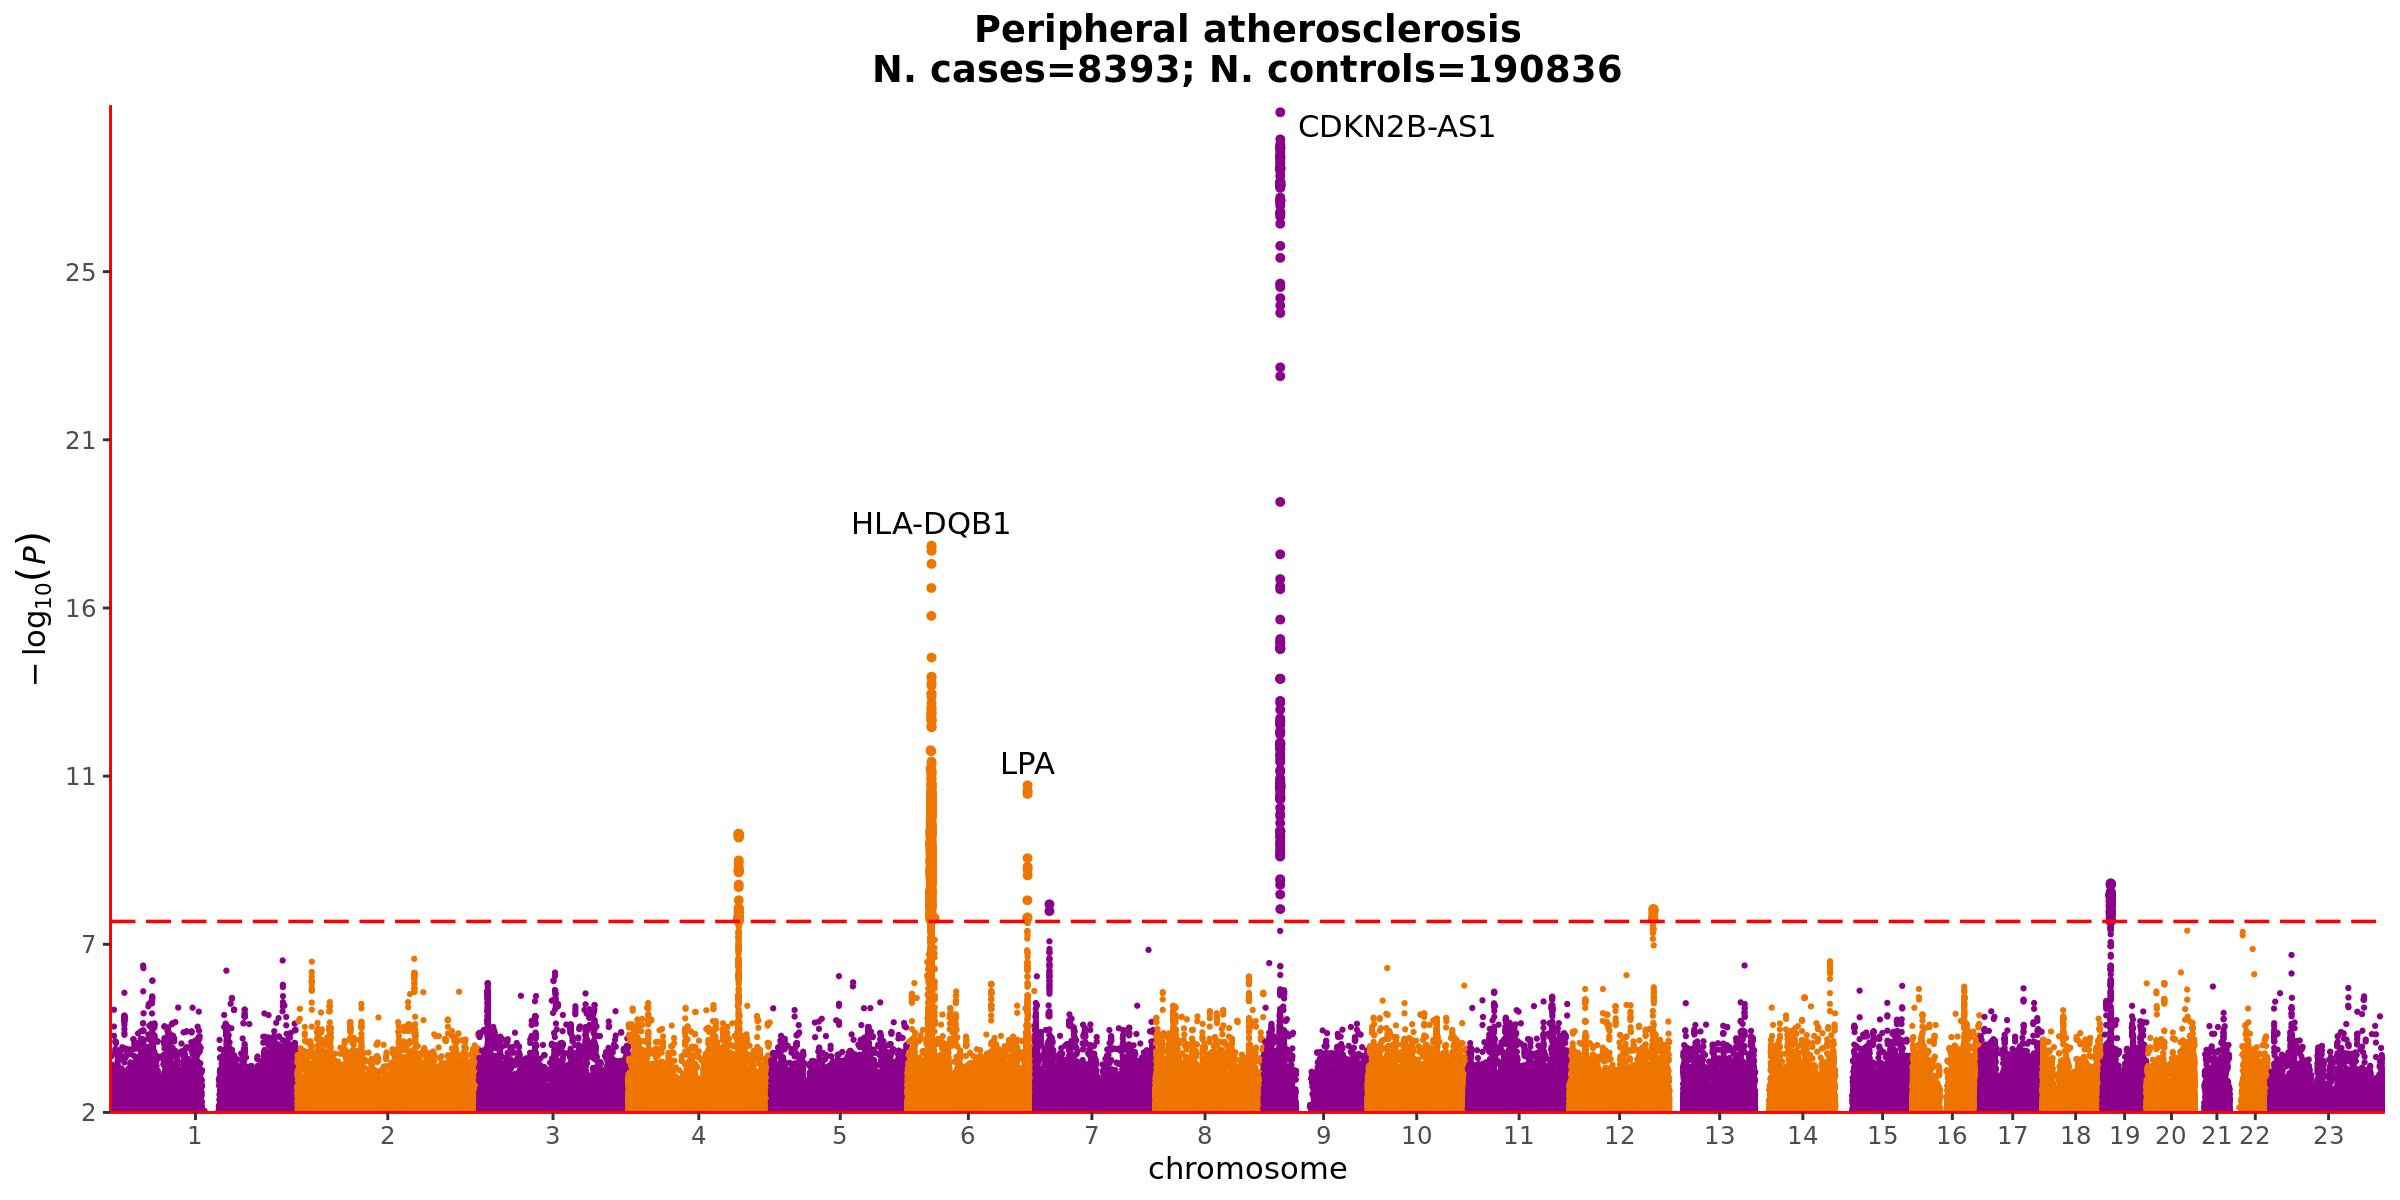 Peripheral atherosclerosis
N. cases=8393; N. controls=190836
CDKN2B-AS1
HLA-DQB1
LPA
25
21
16
11
7
2
− log10(P)
1 2 3 4 5 6 7 8 9 10 11 12 13 14 15 16 17 18 19 20 21 22 23
chromosome